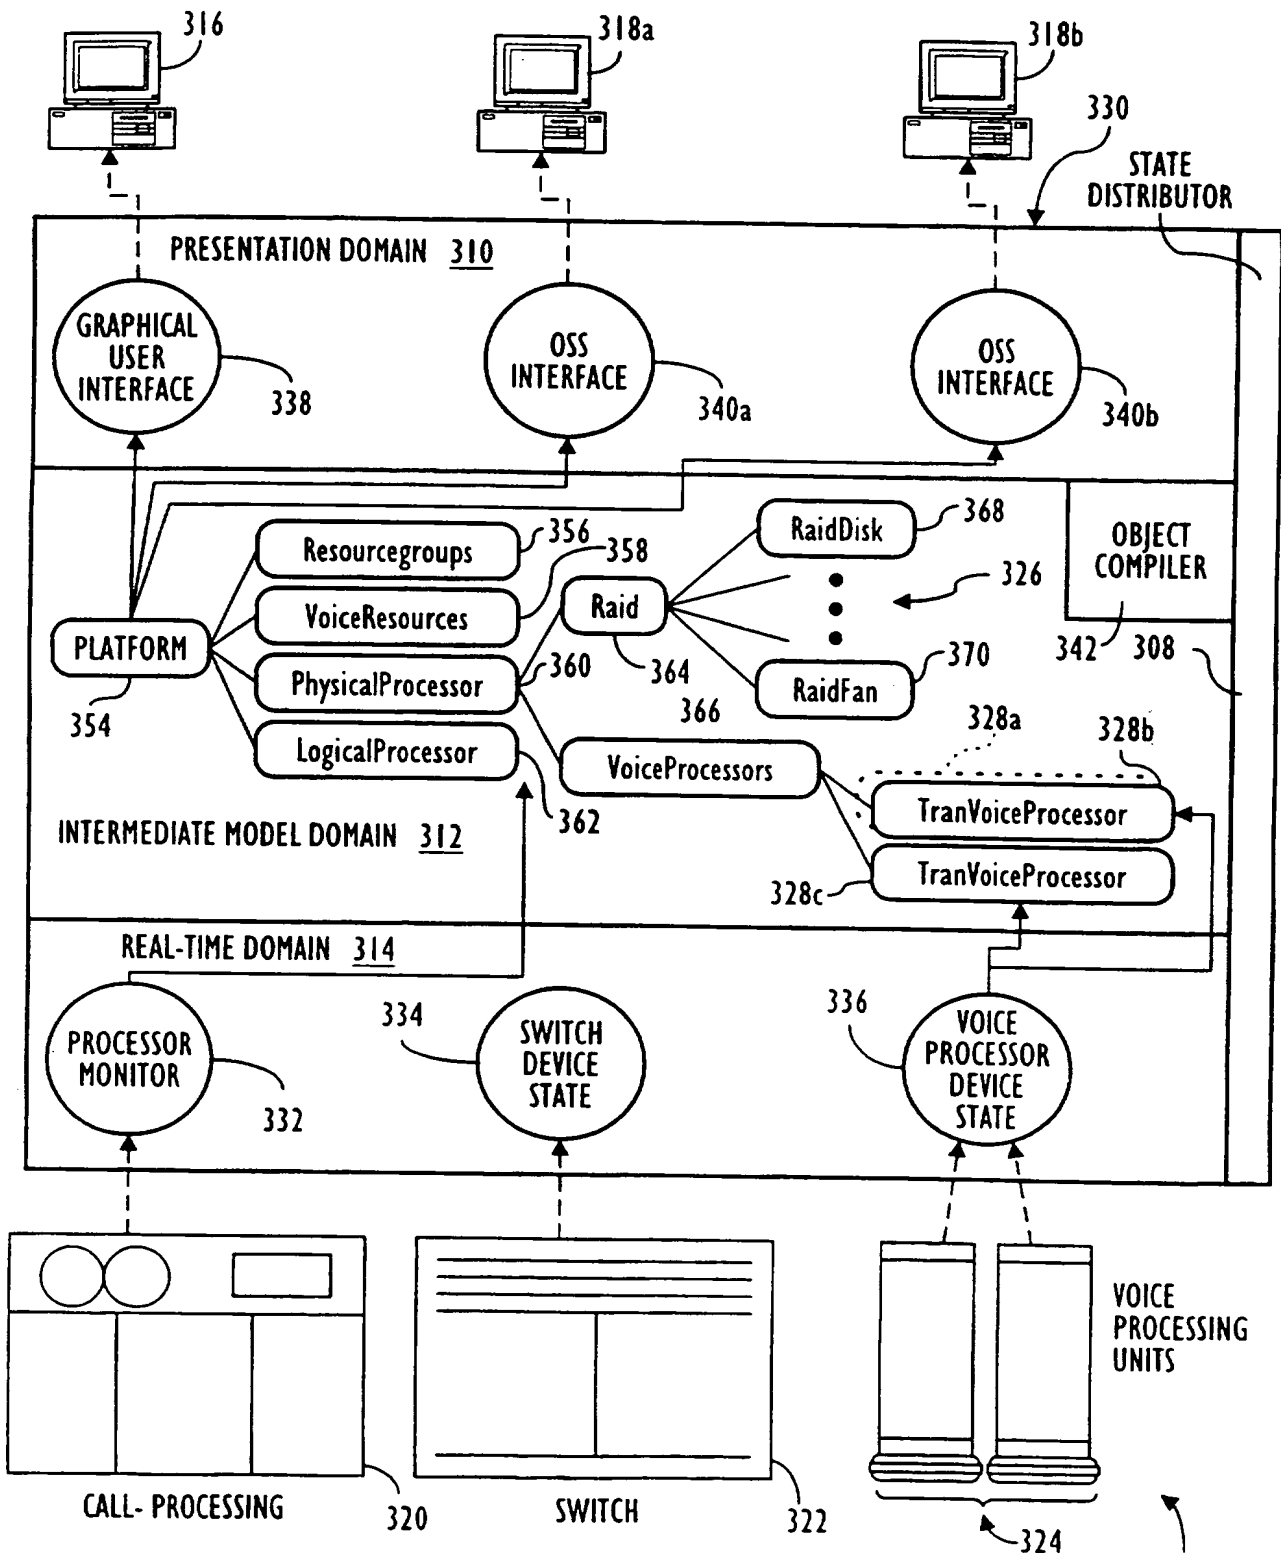 316
318a
318b
330
STATE
DISTRIBUTOR
PRESENTATION DOMAIN 310
GRAPHICAL
USER
INTERFACE
338
OSS
INTERFACE
340a
OSS
INTERFACE
340b
Resourcegroups
356
358
VoiceResources
PLATFORM
354
PhysicalProcessor
360
LogicalProcessor
362
Raid
364
366
RaidDisk
368
326
RaidFan
370
OBJECT
COMPILER
342
308
328a
328b
VoiceProcessors
TranVoiceProcessor
TranVoiceProcessor
328c
INTERMEDIATE MODEL DOMAIN 312
REAL-TIME DOMAIN 314
PROCESSOR
MONITOR
332
334
SWITCH
DEVICE
STATE
336
VOICE
PROCESSOR
DEVICE
STATE
VOICE
PROCESSING
UNITS
CALL- PROCESSING
320
SWITCH
322
324